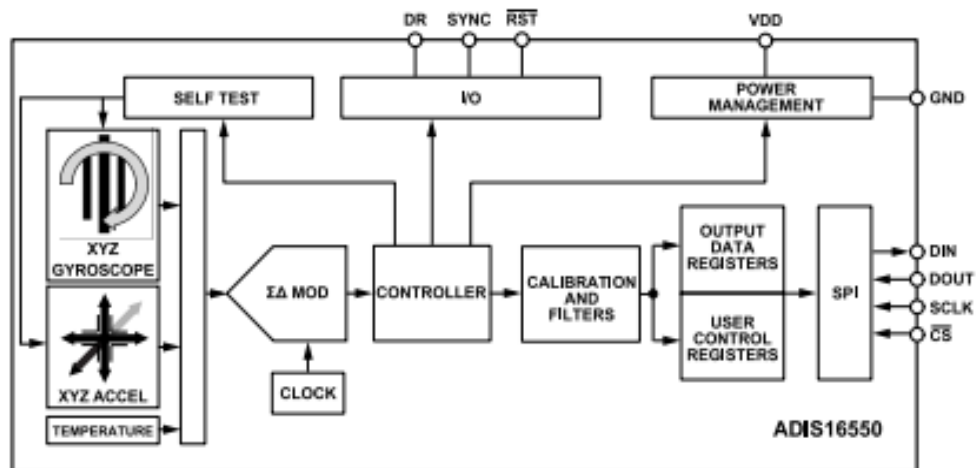 DR SYNC RST VDD
SELF TEST
I/O
POWER
MANAGEMENT
GND
XYZ
GYROSCOPE
ΣΔ MOD
CONTROLLER
CALIBRATION
AND
FILTERS
OUTPUT
DATA
REGISTERS
USER
CONTROL
REGISTERS
SPI
DIN
DOUT
SCLK
CS
XYZ ACCEL
CLOCK
TEMPERATURE
ADIS16550